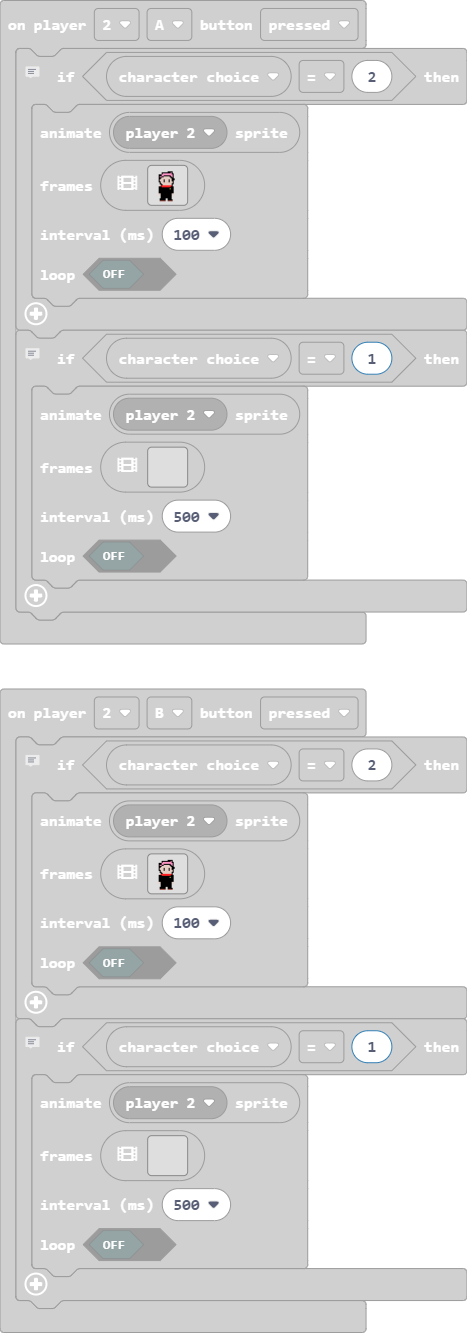 on player 2 A button pressed
if character choice = 2 then
animate player 2 sprite
frames
interval (ms) 100
loop OFF
if character choice = 1 then
animate player 2 sprite
frames
interval (ms) 500
loop OFF
on player 2 B button pressed
if character choice = 2 then
animate player 2 sprite
frames
interval (ms) 100
loop OFF
if character choice = 1 then
animate player 2 sprite
frames
interval (ms) 500
loop OFF